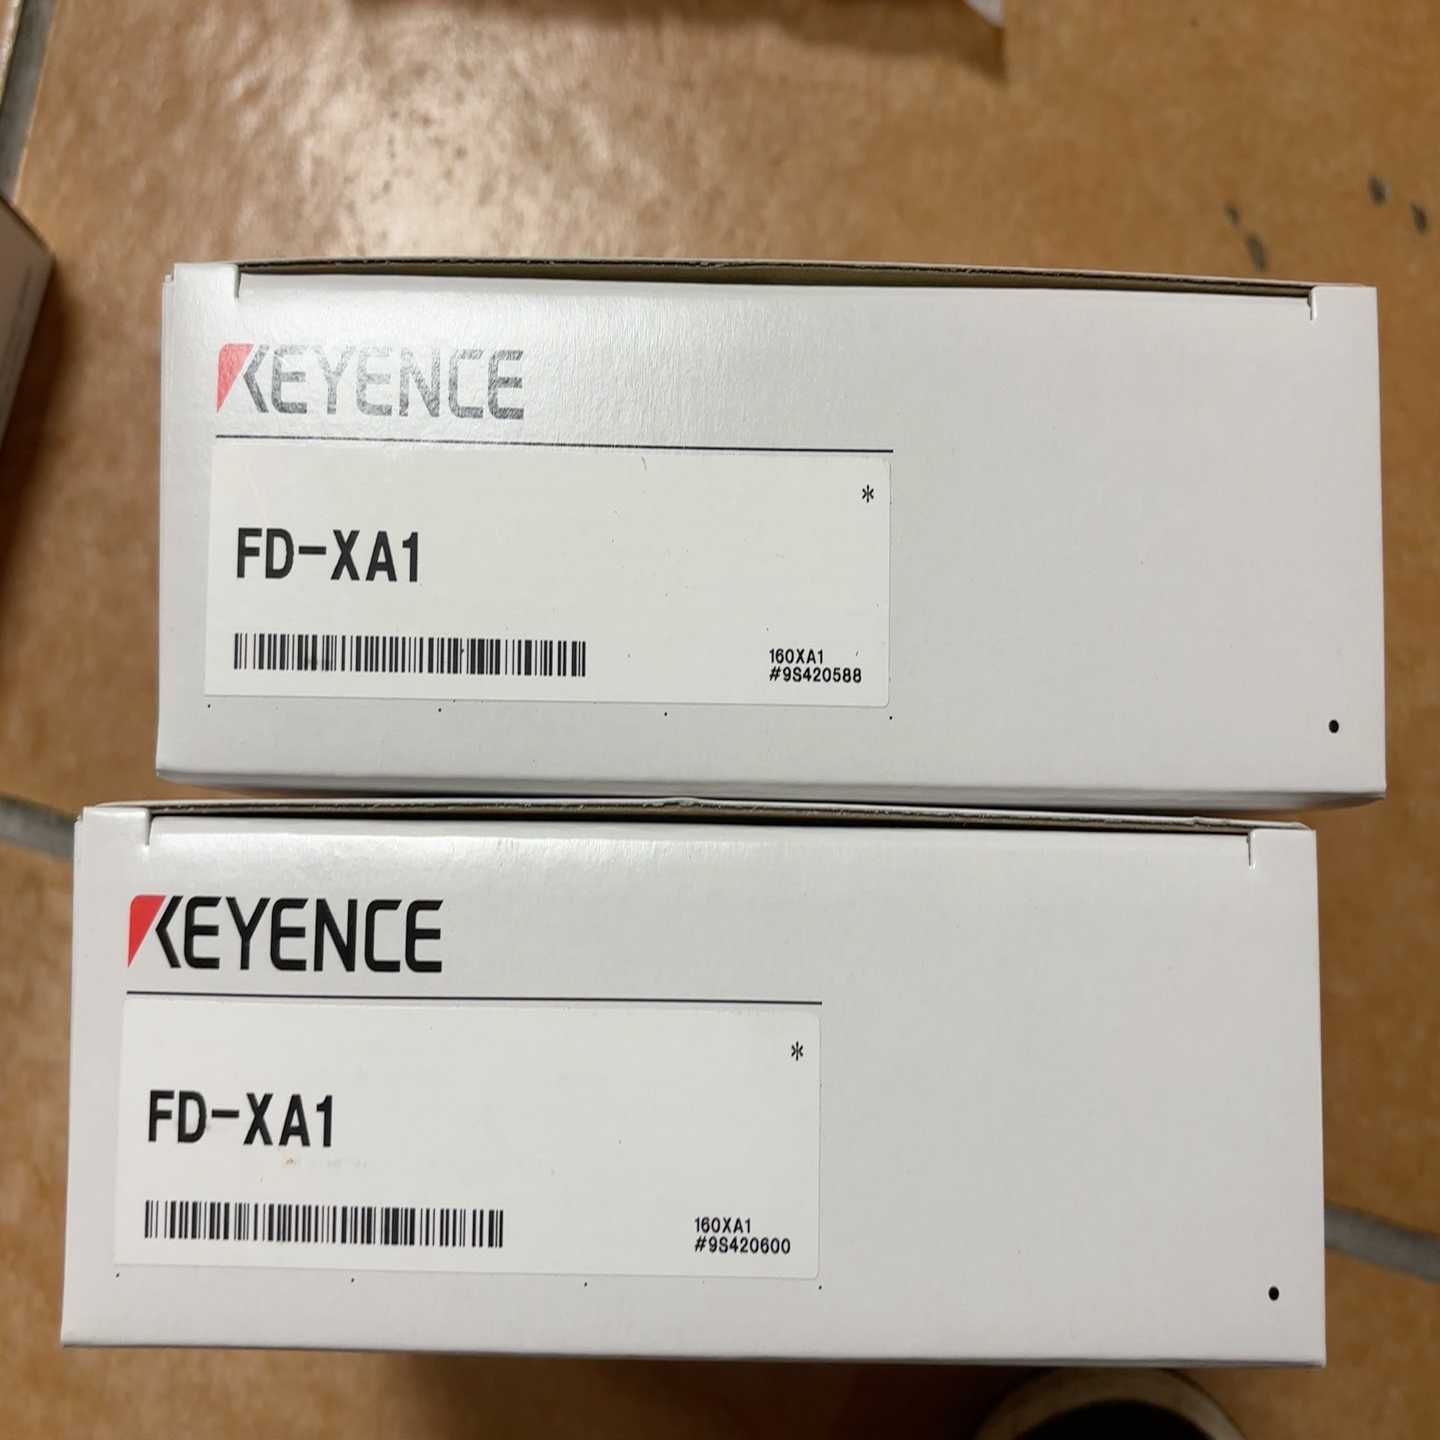 KEYENCE
*
FD-XA1
160XA1
#9S420588
KEYENCE
*
FD-XA1
160XA1
#9S420600